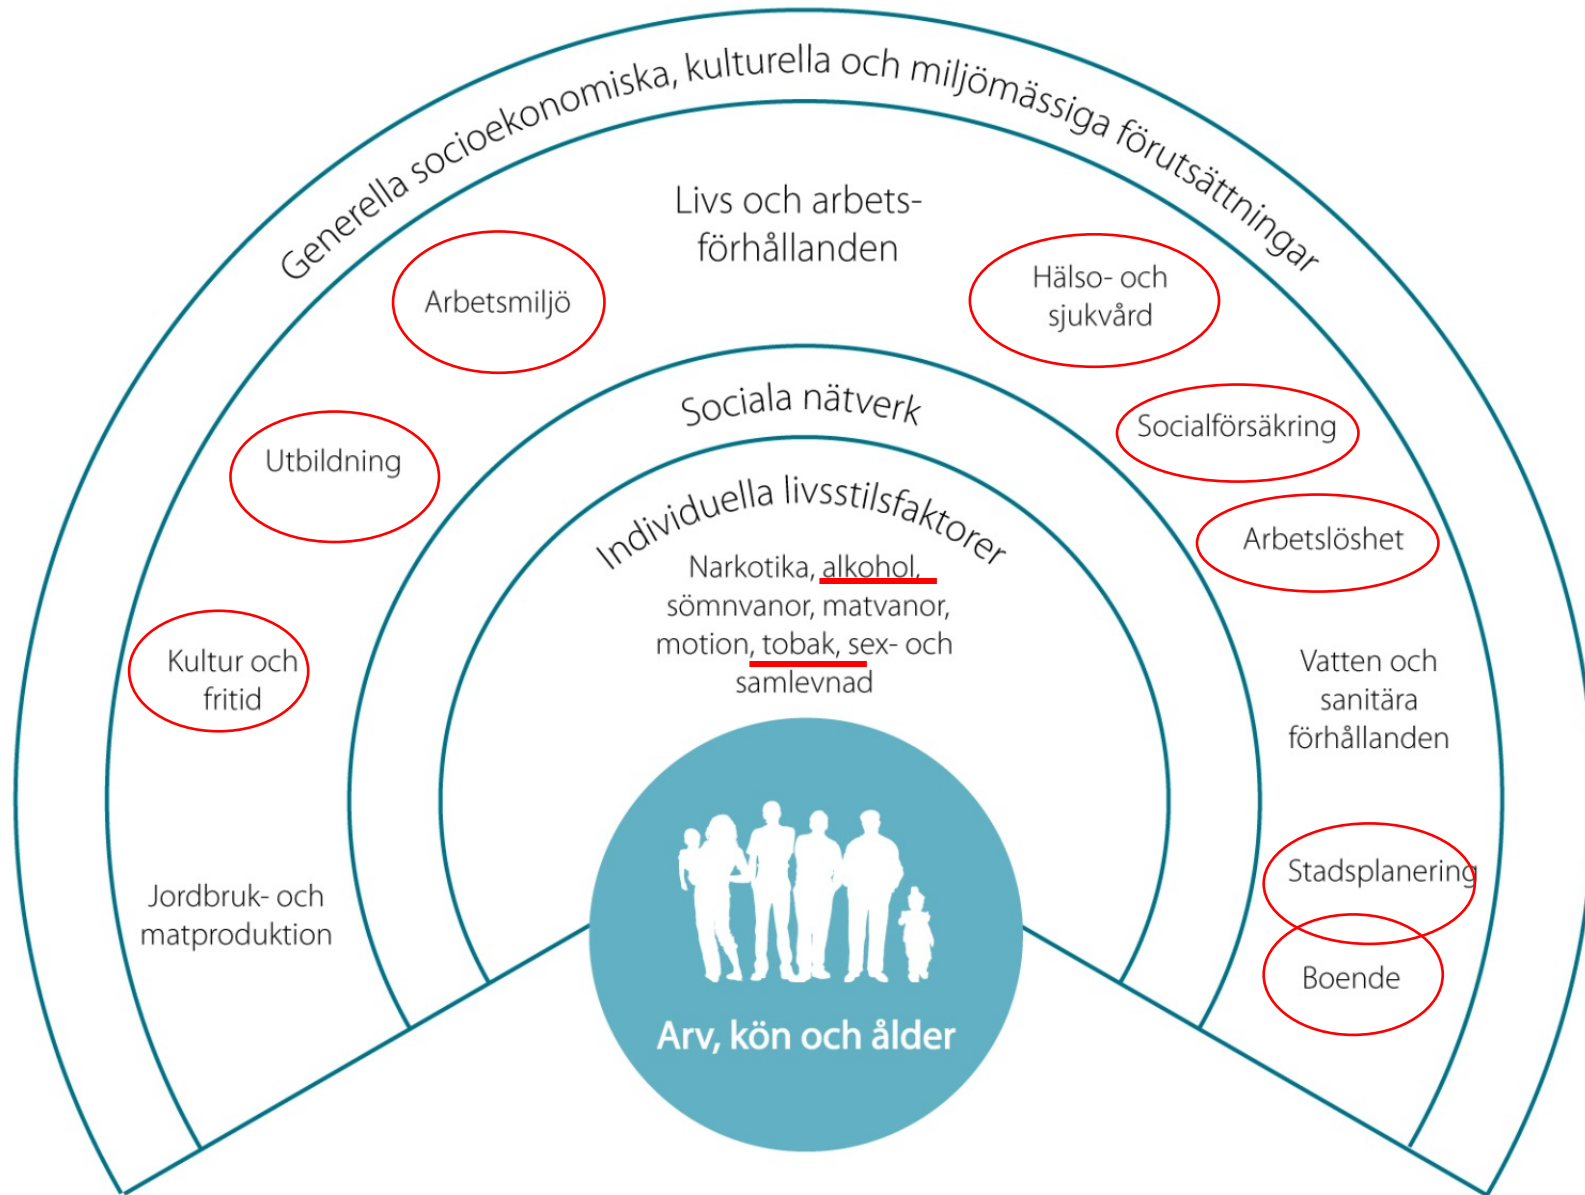 Generella socioekonomiska, kulturella och miljömässiga förutsättningar
Livs och arbets-
förhållanden
Arbetsmiljö
Hälso- och
sjukvård
Utbildning
Socialförsäkring
Arbetslöshet
Kultur och
fritid
Vatten och
sanitära
förhållanden
Jordbruk- och
matproduktion
Stadsplanering
Boende
Sociala nätverk
Individuella livsstilsfaktorer
Narkotika, alkohol,
sömnvanor, matvanor,
motion, tobak, sex- och
samlevnad
Arv, kön och ålder